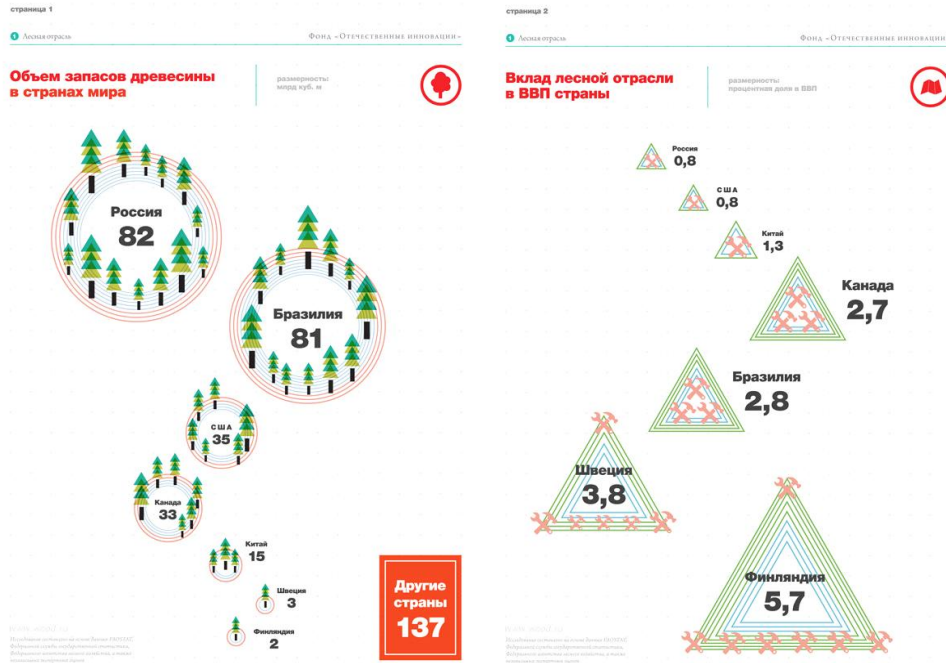 страница 1
Лесная отрасль
Фонд «Отечественные инновации»
Объем запасов древесины
в странах мира
размерность:
млрд куб. м
Россия
82
Бразилия
81
США
35
Канада
33
Китай
15
Швеция
3
Финляндия
2
Другие
страны
137
страница 2
Лесная отрасль
Фонд «Отечественные инновации»
Вклад лесной отрасли
в ВВП страны
размерность:
процентная доля в ВВП
Россия
0,8
США
0,8
Китай
1,3
Канада
2,7
Бразилия
2,8
Швеция
3,8
Финляндия
5,7